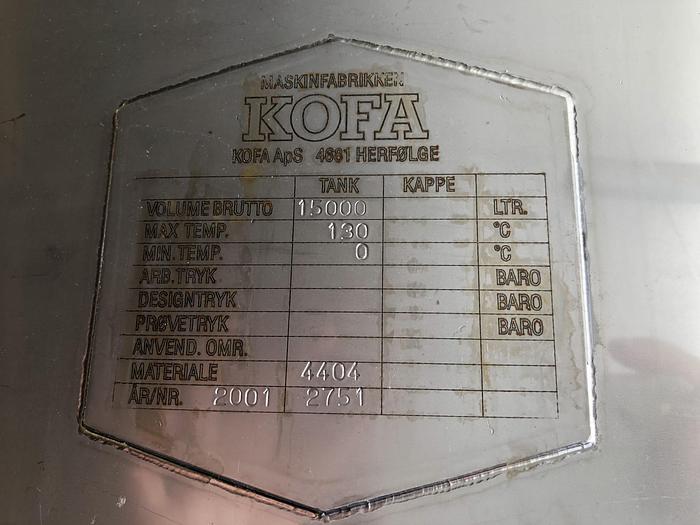 MASKINFABRIKKEN
KOFA
KOFA ApS 4681 HERFØLGE
TANK KAPPE
VOLUME BRUTTO 15000 LTR.
MAX TEMP. 130 °C
MIN. TEMP. 0 °C
ARB.TRYK BARO
DESIGNTRYK BARO
PRØVETRYK BARO
ANVEND. OMR.
MATERIALE 4404
ÅR/NR. 2001 2751